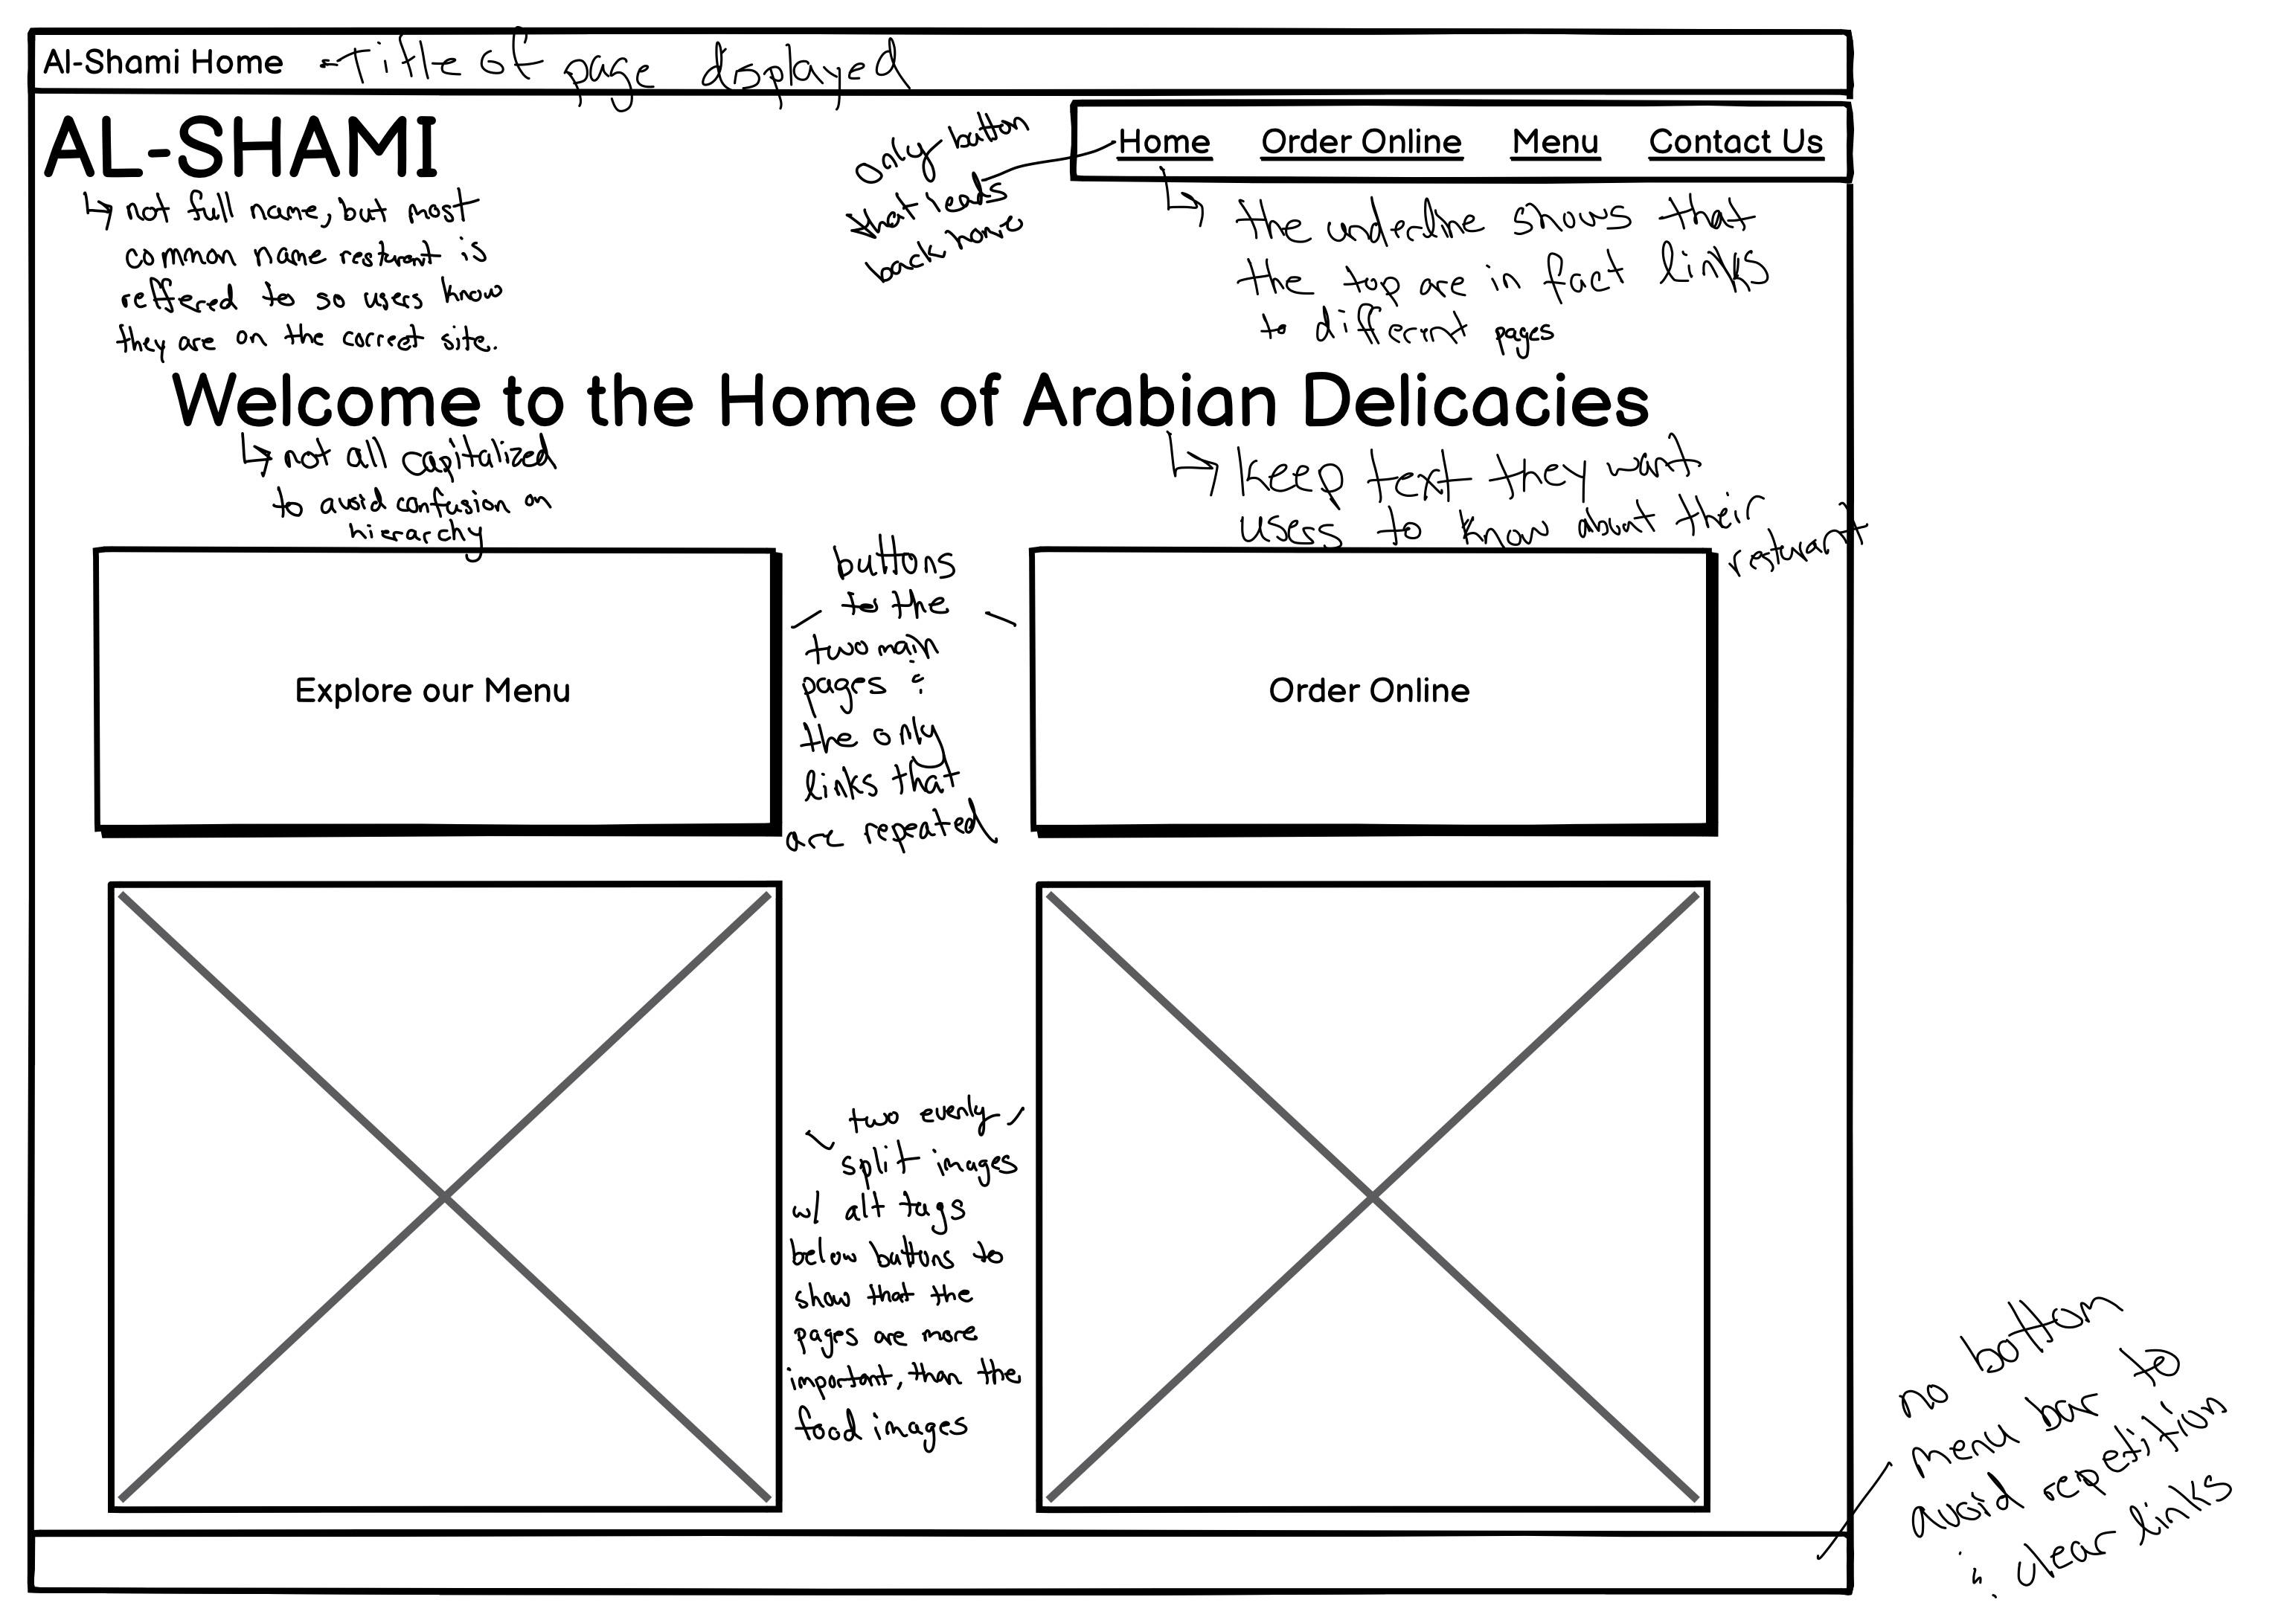 Al-Shami Home
Title of page displayed
AL-SHAMI
Home Order Online Menu Contact Us
only button
that leads
back home
not full name, but most
common name resturant is
reffered to so users know
they are on the correct site.
the underline shows that
the top are in fact links
to different pages
Welcome to the Home of Arabian Delicacies
not all capitalized
to avoid confusion on
hierarchy
Keep text they want
users to know about their
resturant
Explore our Menu
buttons
to the
two main
pages &
the only
links that
are repeated
Order Online
two evenly
split images
w/ alt tags
below buttons to
show that the
pages are more
important, than the
food images
no bottom
menu bar to
avoid repetition
& clear links